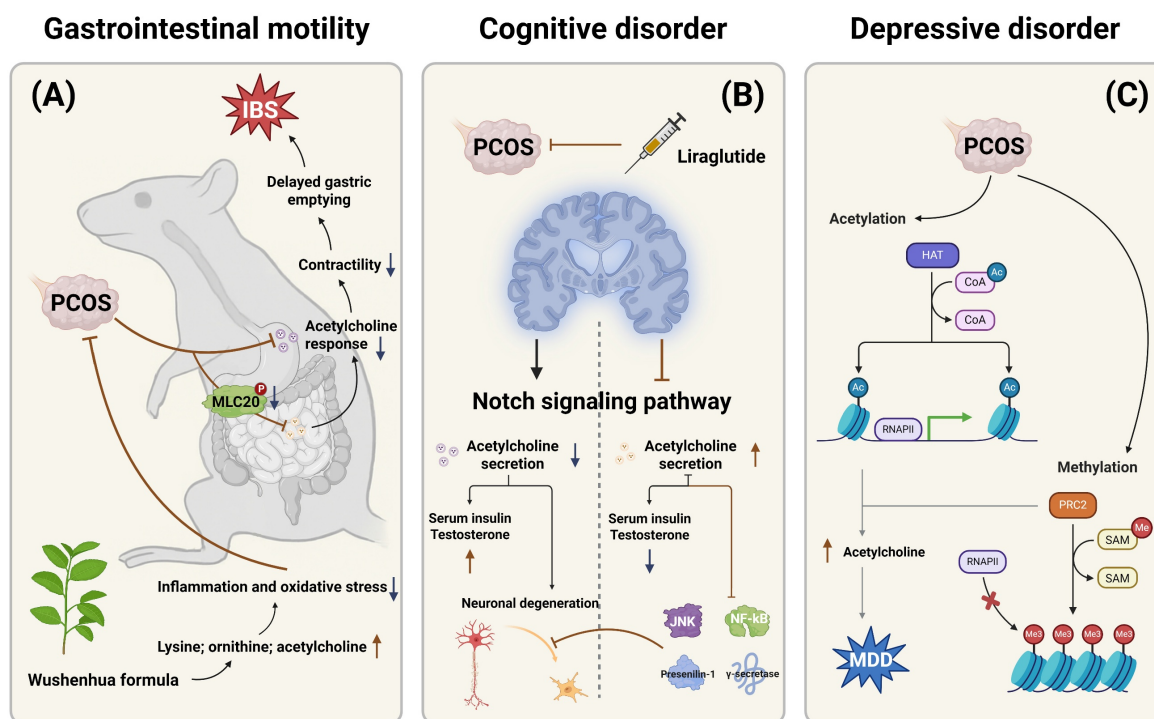 Gastrointestinal motility
(A)
IBS
Delayed gastric
emptying
Contractility
PCOS
Acetylcholine
response
MLC20
P
Inflammation and oxidative stress
Lysine; ornithine; acetylcholine
Wushenhua formula
Cognitive disorder
(B)
PCOS
Liraglutide
Notch signaling pathway
Acetylcholine
secretion
Acetylcholine
secretion
Serum insulin
Testosterone
Serum insulin
Testosterone
Neuronal degeneration
JNK
NF-kB
Presenilin-1
γ-secretase
Depressive disorder
(C)
PCOS
Acetylation
HAT
Ac
CoA
CoA
Ac
Ac
RNAPII
Methylation
PRC2
Me
SAM
SAM
Acetylcholine
RNAPII
MDD
Me3
Me3
Me3
Me3